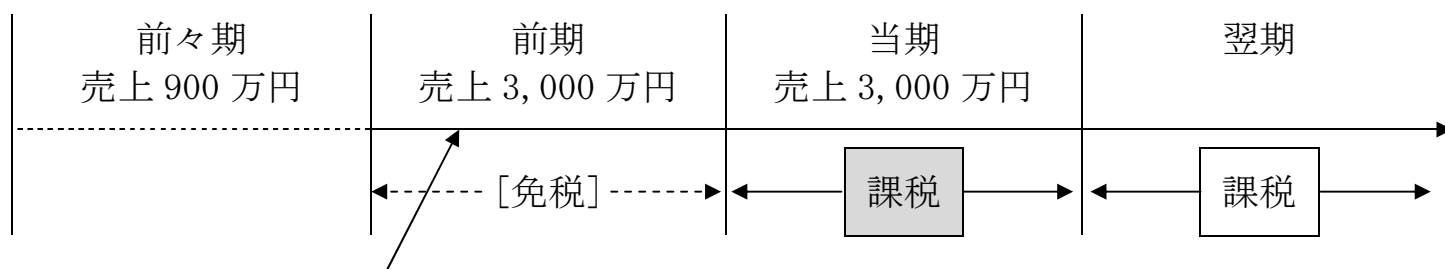 前々期
売上 900 万円
前期
売上 3,000 万円
当期
売上 3,000 万円
翌期
[免税]
課税
課税